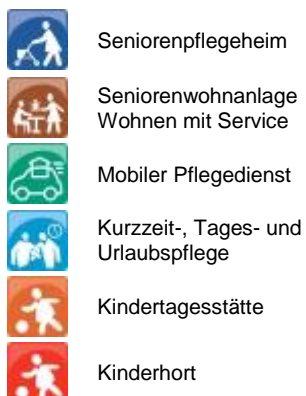 Seniorenpflegeheim
Seniorenwohnanlage
Wohnen mit Service
Mobiler Pflegedienst
Kurzzeit-, Tages- und
Urlaubspflege
Kindertagesstätte
Kinderhort